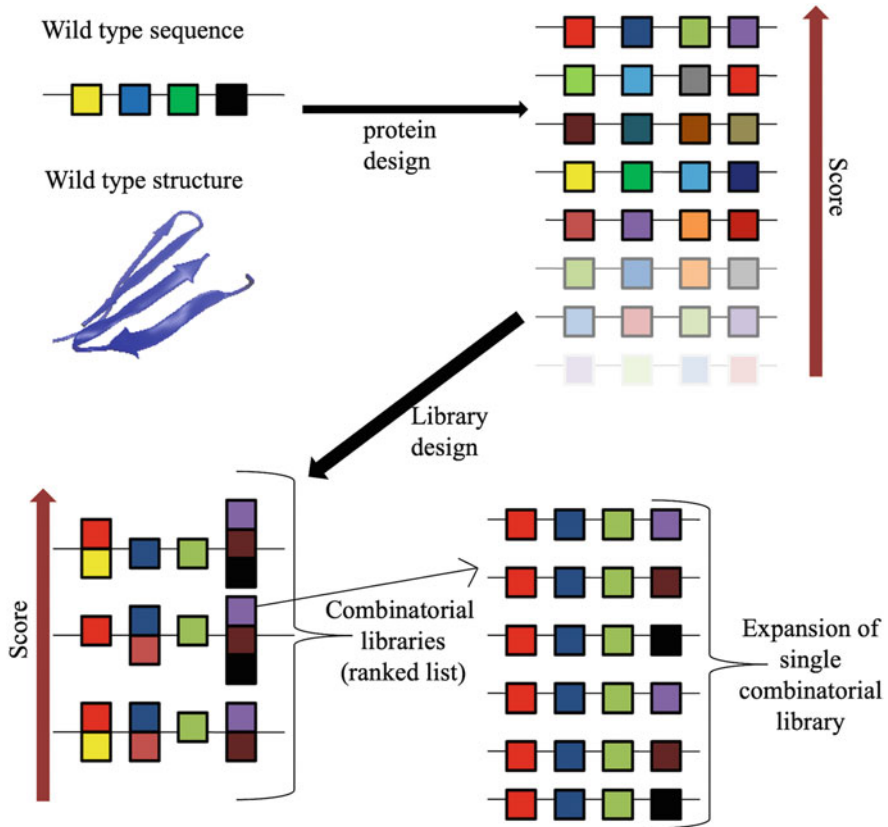 Wild type sequence
protein
design
Wild type structure
Score
Library
design
Score
Combinatorial
libraries
(ranked list)
Expansion of
single
combinatorial
library